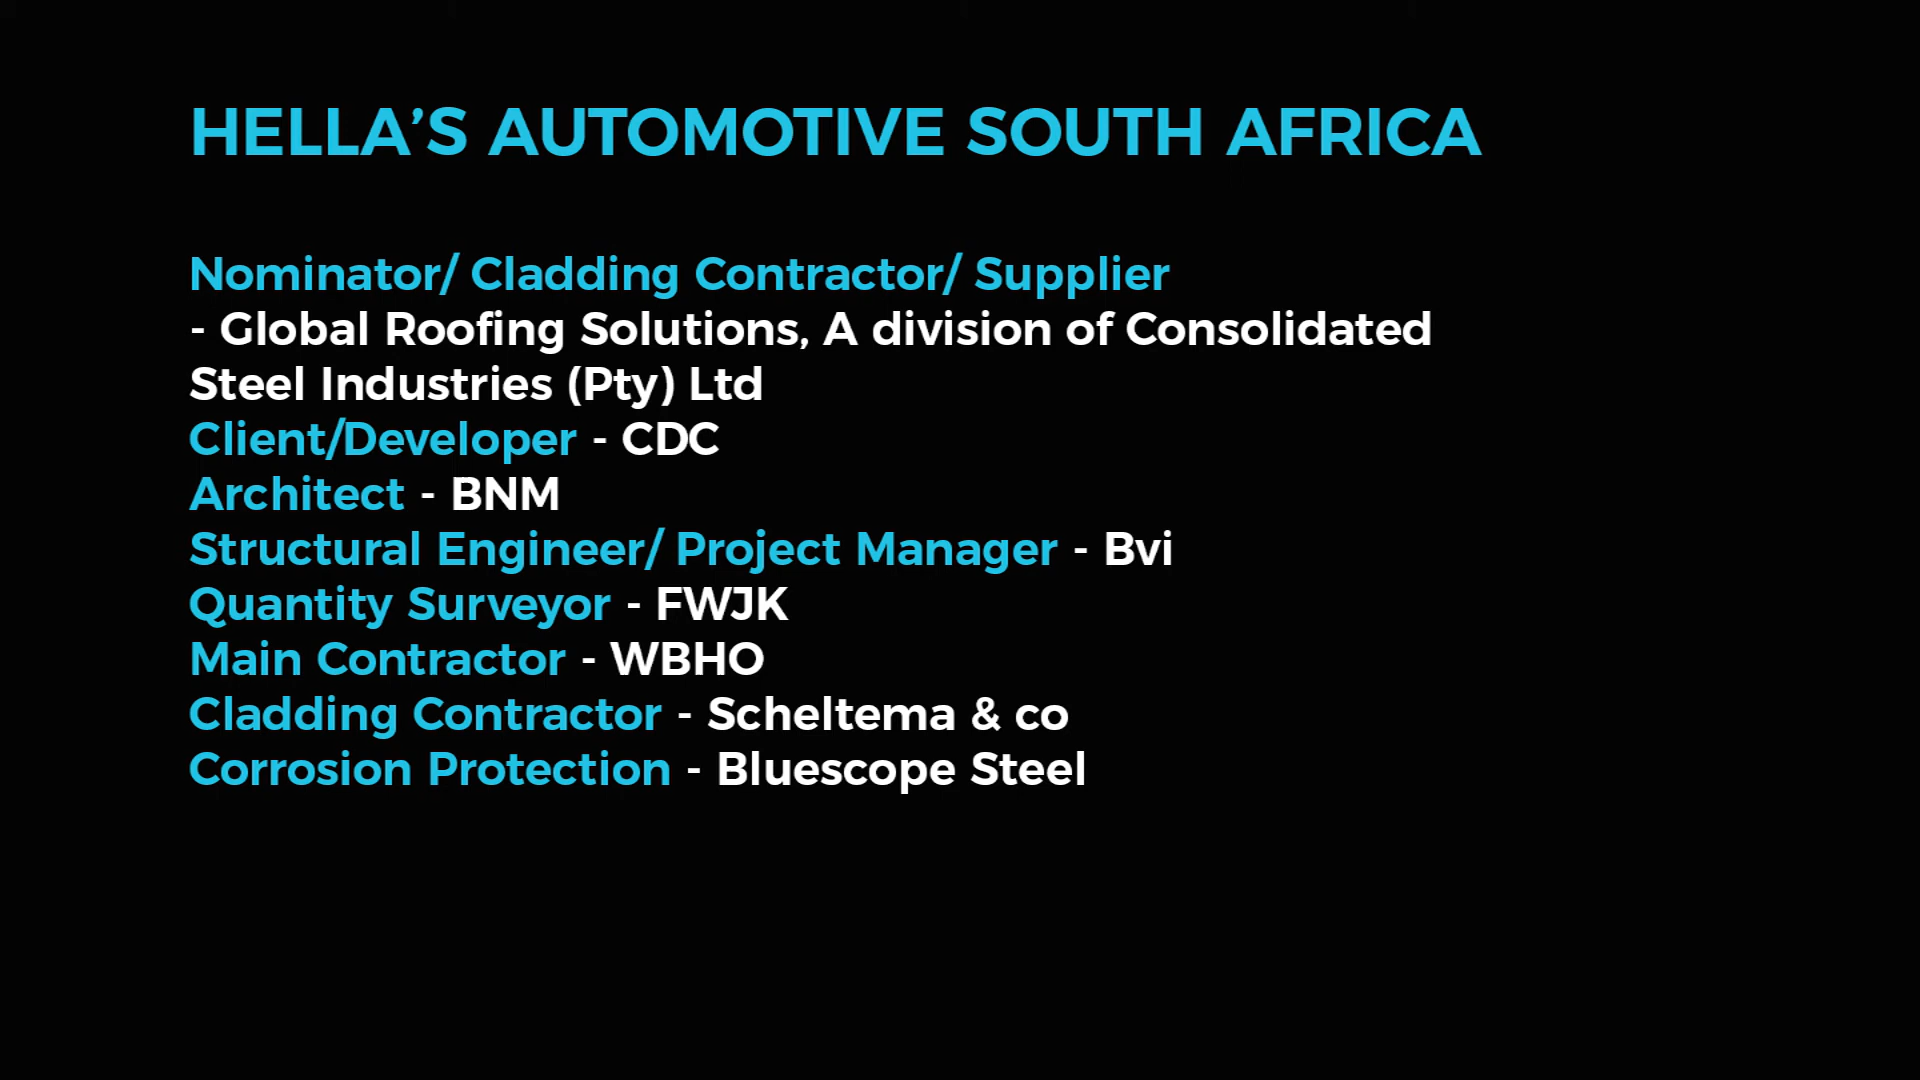 HELLA’S AUTOMOTIVE SOUTH AFRICA
Nominator/ Cladding Contractor/ Supplier
- Global Roofing Solutions, A division of Consolidated
Steel Industries (Pty) Ltd
Client/Developer - CDC
Architect - BNM
Structural Engineer/ Project Manager - Bvi
Quantity Surveyor - FWJK
Main Contractor - WBHO
Cladding Contractor - Scheltema & co
Corrosion Protection - Bluescope Steel